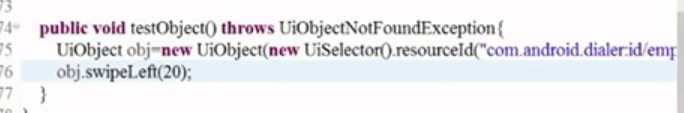 73
74 public void testObject() throws UiObjectNotFoundException{
75 UiObject obj=new UiObject(new UiSelector().resourceId("com.android.dialer:id/emp
76 obj.swipeLeft(20);
77 }